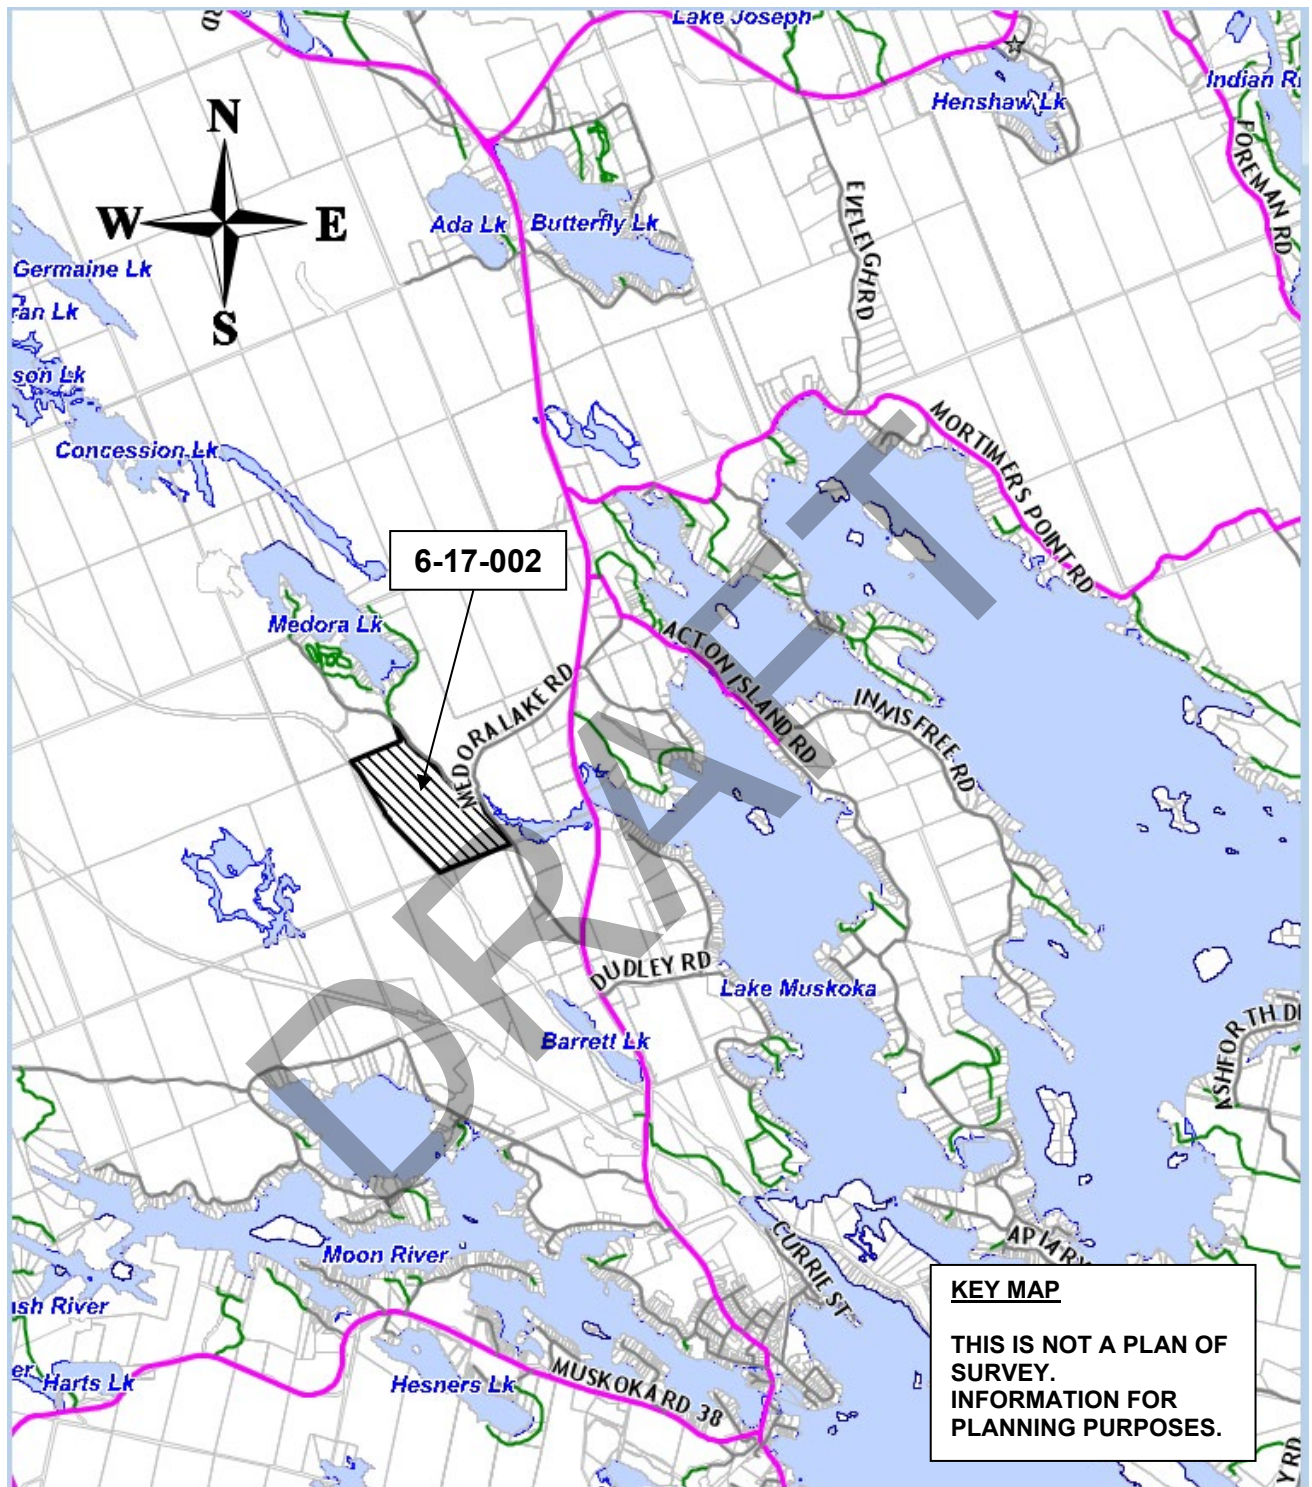 Lake Joseph
Henshaw Lk
Indian
FOREMAN RD
N
W
E
S
Ada Lk
Butterfly Lk
EVELEIGH RD
Germaine Lk
Concession Lk
MORTIMERS POINT RD
6-17-002
Medora Lk
ACTON ISLAND RD
MEDORA LAKE RD
INNISFREE RD
DRAFT
DUDLEY RD
Lake Muskoka
Barrett Lk
ASHFORTH
Moon River
CURRIE ST
APIARY
River
Harts Lk
Hesners Lk
MUSKOKA RD 38
KEY MAP
THIS IS NOT A PLAN OF
SURVEY.
INFORMATION FOR
PLANNING PURPOSES.